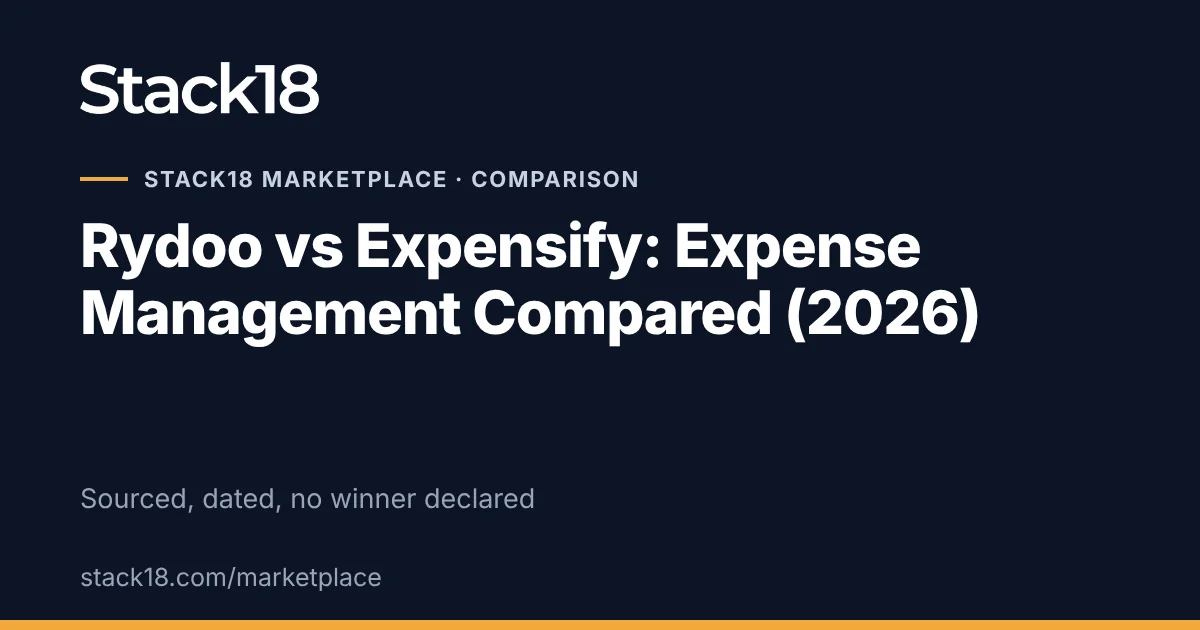 Stack18
STACK18 MARKETPLACE · COMPARISON
Rydoo vs Expensify: Expense
Management Compared (2026)
Sourced, dated, no winner declared
stack18.com/marketplace